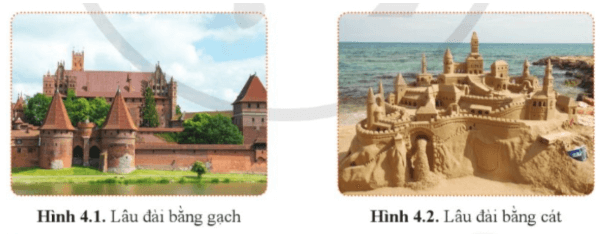 Hình 4.1. Lâu đài bằng gạch
Hình 4.2. Lâu đài bằng cát